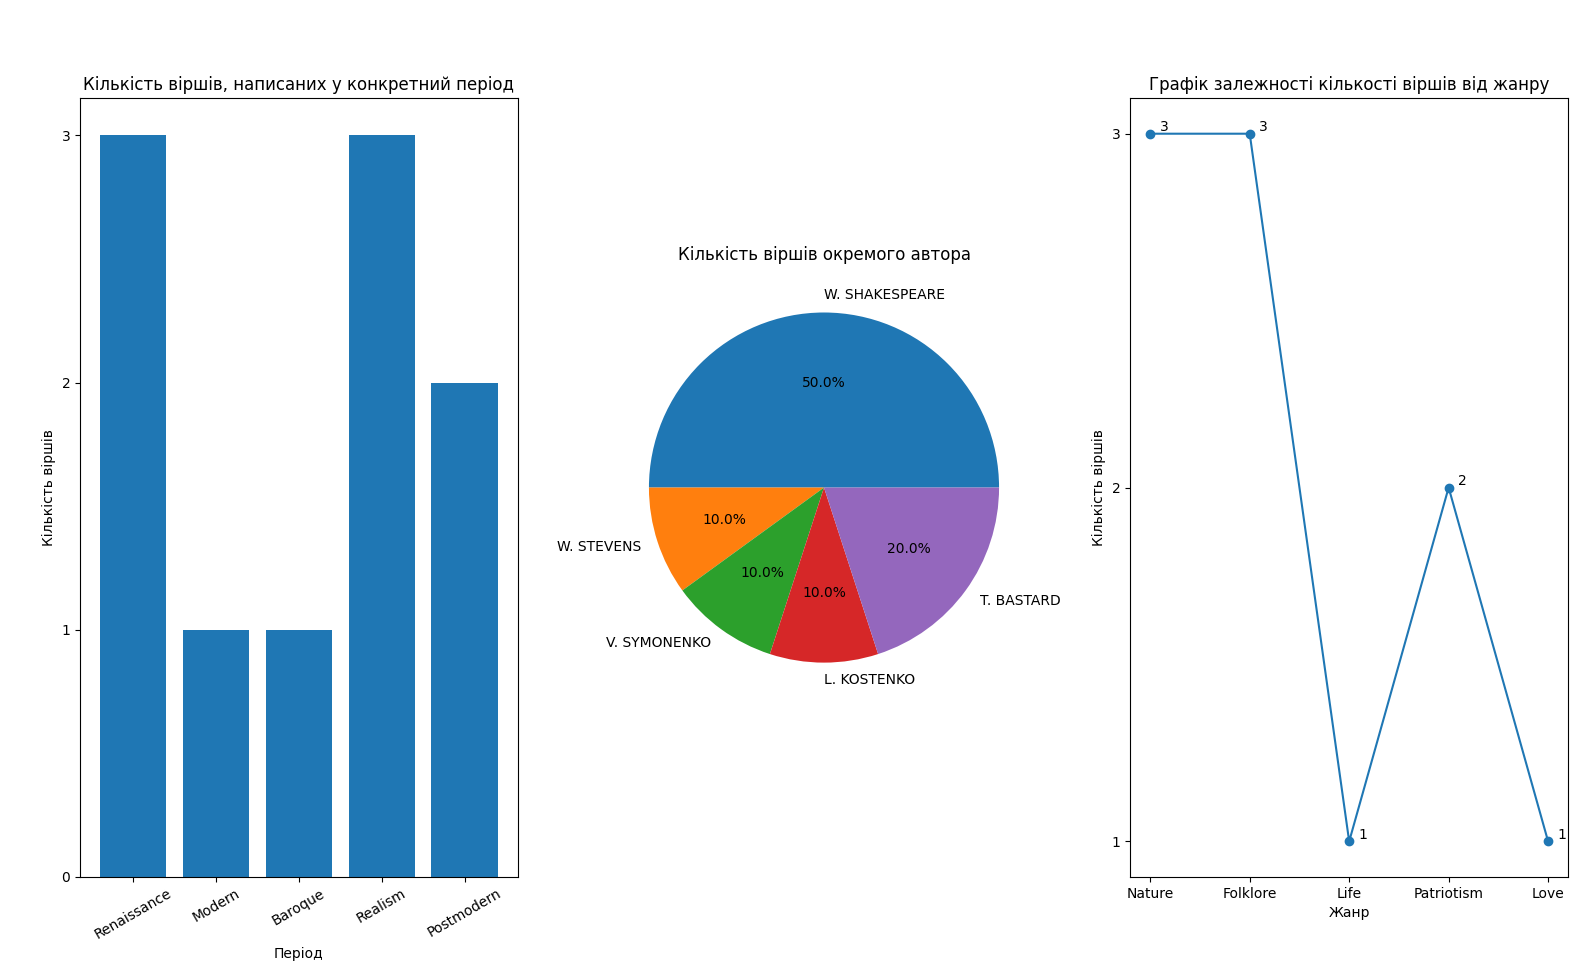 Кількість віршів, написаних у конкретний період
Кількість віршів
3
2
1
0
Renaissance
Modern
Baroque
Realism
Postmodern
Період
Кількість віршів окремого автора
W. SHAKESPEARE
50.0%
W. STEVENS
10.0%
V. SYMONENKO
10.0%
L. KOSTENKO
10.0%
T. BASTARD
20.0%
Графік залежності кількості віршів від жанру
Кількість віршів
3
2
1
3
3
1
2
1
Nature
Folklore
Life
Patriotism
Love
Жанр